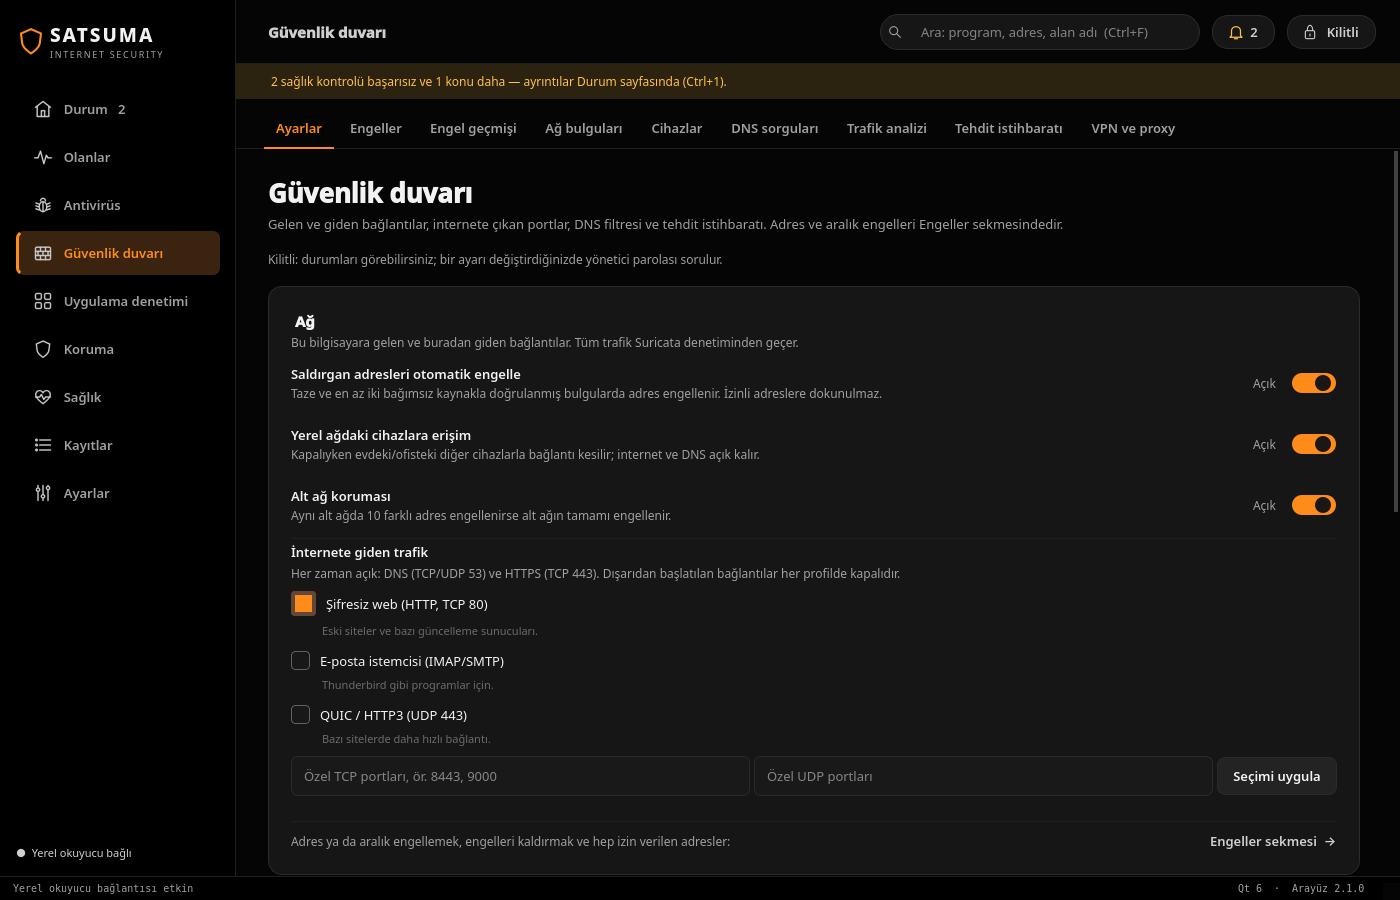 SATSUMA
INTERNET SECURITY
Durum 2
Olanlar
Antivirüs
Güvenlik duvarı
Uygulama denetimi
Koruma
Sağlık
Kayıtlar
Ayarlar
Yerel okuyucu bağlı
Güvenlik duvarı
Ara: program, adres, alan adı (Ctrl+F)
2
Kilitli
2 sağlık kontrolü başarısız ve 1 konu daha — ayrıntılar Durum sayfasında (Ctrl+1).
Ayarlar Engeller Engel geçmişi Ağ bulguları Cihazlar DNS sorguları Trafik analizi Tehdit istihbaratı VPN ve proxy
Güvenlik duvarı
Gelen ve giden bağlantılar, internete çıkan portlar, DNS filtresi ve tehdit istihbaratı. Adres ve aralık engelleri Engeller sekmesindedir.
Kilitli: durumları görebilirsiniz; bir ayarı değiştirdiğinizde yönetici parolası sorulur.
Ağ
Bu bilgisayara gelen ve buradan giden bağlantılar. Tüm trafik Suricata denetiminden geçer.
Saldırgan adresleri otomatik engelle
Taze ve en az iki bağımsız kaynakla doğrulanmış bulgularda adres engellenir. İzinli adreslere dokunulmaz.
Açık
Yerel ağdaki cihazlara erişim
Kapalıyken evdeki/ofisteki diğer cihazlarla bağlantı kesilir; internet ve DNS açık kalır.
Açık
Alt ağ koruması
Aynı alt ağda 10 farklı adres engellenirse alt ağın tamamı engellenir.
Açık
İnternete giden trafik
Her zaman açık: DNS (TCP/UDP 53) ve HTTPS (TCP 443). Dışarıdan başlatılan bağlantılar her profilde kapalıdır.
Şifresiz web (HTTP, TCP 80)
Eski siteler ve bazı güncelleme sunucuları.
E-posta istemcisi (IMAP/SMTP)
Thunderbird gibi programlar için.
QUIC / HTTP3 (UDP 443)
Bazı sitelerde daha hızlı bağlantı.
Özel TCP portları, ör. 8443, 9000
Özel UDP portları
Seçimi uygula
Adres ya da aralık engellemek, engelleri kaldırmak ve hep izin verilen adresler:
Engeller sekmesi →
Yerel okuyucu bağlantısı etkin
Qt 6 · Arayüz 2.1.0